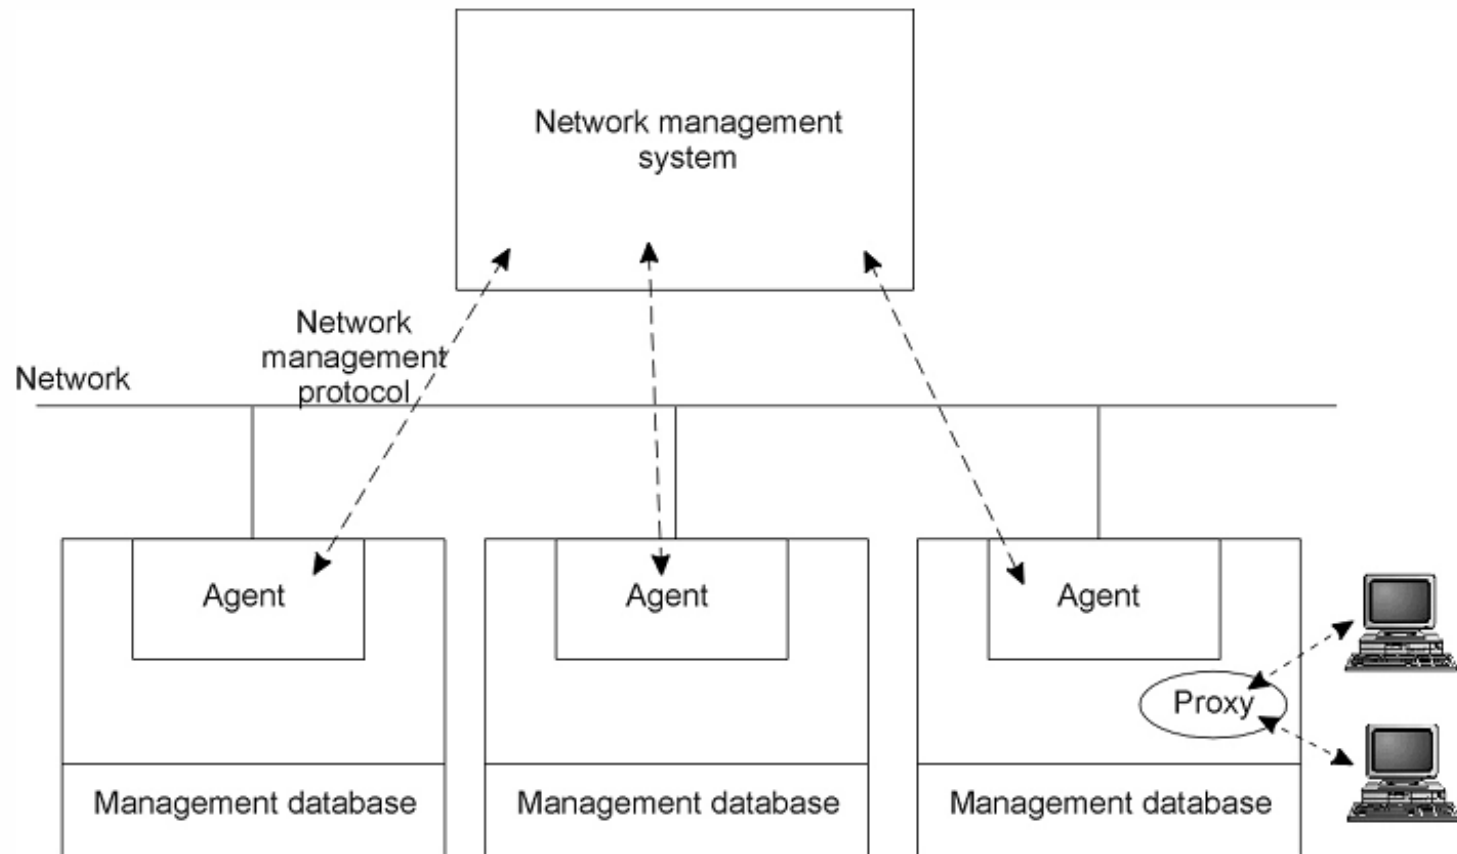 Network management
system
Network
management
protocol
Network
Agent
Agent
Agent
Proxy
Management database
Management database
Management database